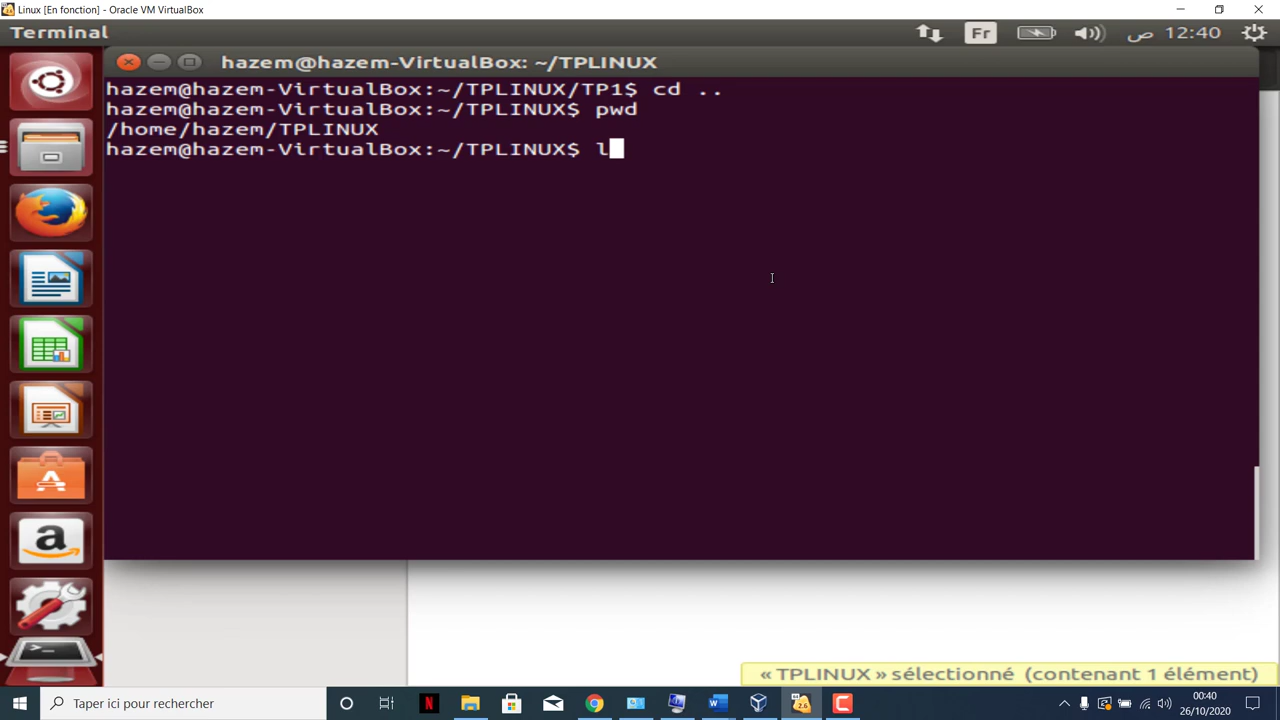 Linux [En fonction] - Oracle VM VirtualBox
Terminal
Fr
ص 12:40
hazem@hazem-VirtualBox: ~/TPLINUX
hazem@hazem-VirtualBox:~/TPLINUX/TP1$ cd ..
hazem@hazem-VirtualBox:~/TPLINUX$ pwd
/home/hazem/TPLINUX
hazem@hazem-VirtualBox:~/TPLINUX$ l
« TPLINUX » sélectionné (contenant 1 élément)
Taper ici pour rechercher
00:40
26/10/2020